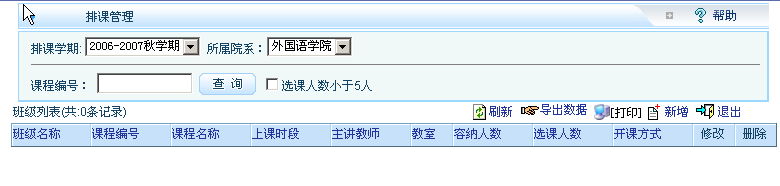 排课管理 帮助
排课学期: 2006-2007秋学期 所属院系： 外国语学院
课程编号： 查 询 选课人数小于5人
班级列表(共:0条记录) 刷新 导出数据 [打印] 新增 退出
班级名称 课程编号 课程名称 上课时段 主讲教师 教室 容纳人数 选课人数 开课方式 修改 删除